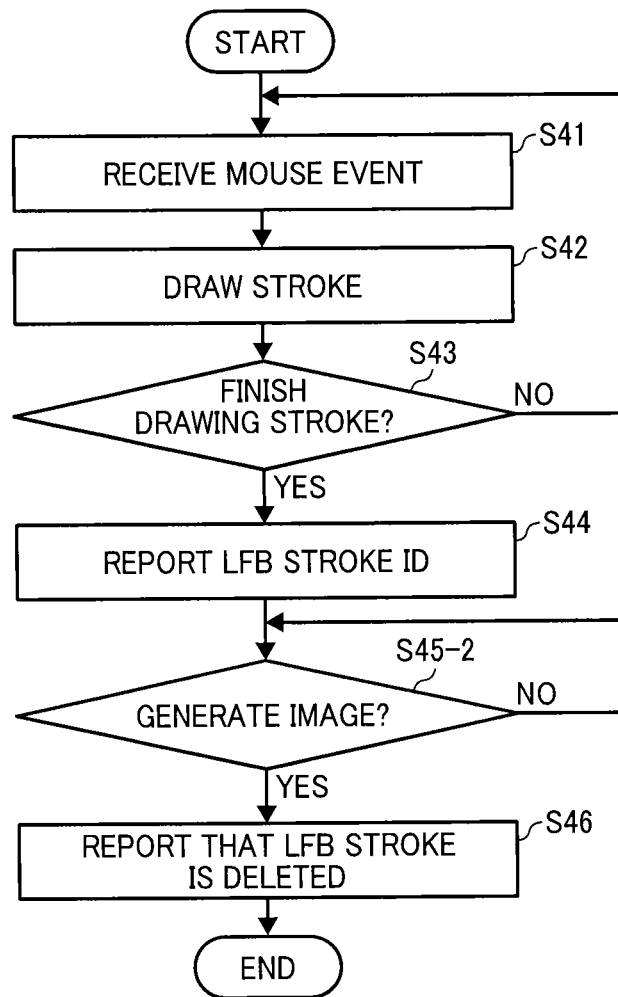 START
S41
RECEIVE MOUSE EVENT
S42
DRAW STROKE
S43
FINISH
DRAWING STROKE?
NO
YES
S44
REPORT LFB STROKE ID
S45-2
GENERATE IMAGE?
NO
YES
S46
REPORT THAT LFB STROKE
IS DELETED
END